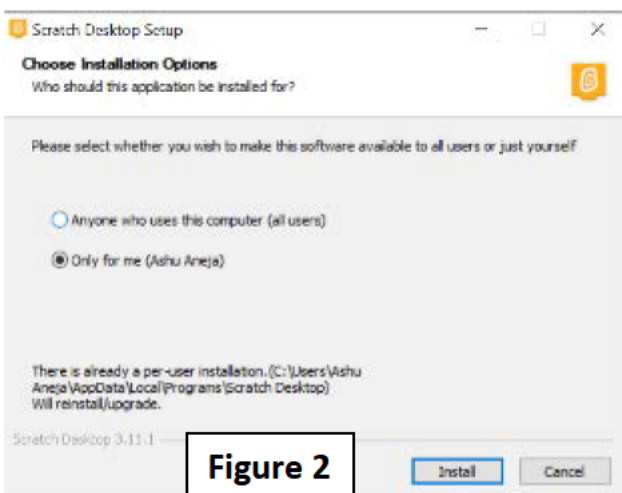 Scratch Desktop Setup
Choose Installation Options
Who should this application be installed for?
Please select whether you wish to make this software available to all users or just yourself
Anyone who uses this computer (all users)
Only for me (Ashu Aneja)
There is already a per-user installation. (C:\Users\Ashu
Aneja\AppData\Local\Programs\Scratch Desktop)
Will reinstall/upgrade.
Scratch Desktop 3.11.1
Figure 2
Install
Cancel